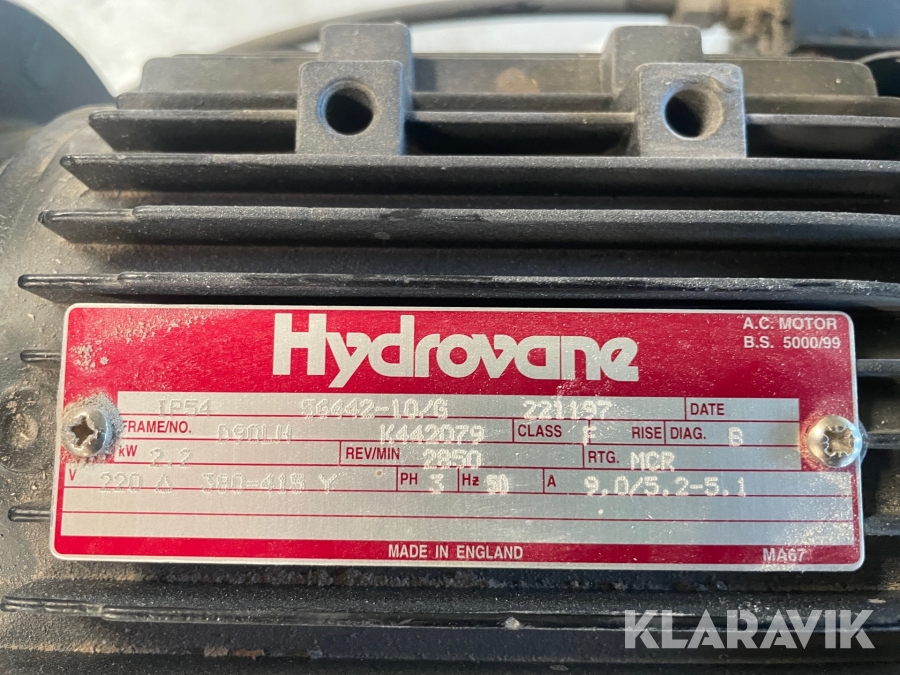 Hydrovane
A.C. MOTOR
B.S. 5000/99
IP54 56442-10/G 221197 DATE
FRAME/NO. D90LH K442079 CLASS F RISE DIAG. B
kW 2.2 REV/MIN 2850 RTG. MCR
V 220 Δ 380-415 Y PH 3 Hz 50 A 9.0/5.2-5.1
MADE IN ENGLAND MA67
KLARAVIK